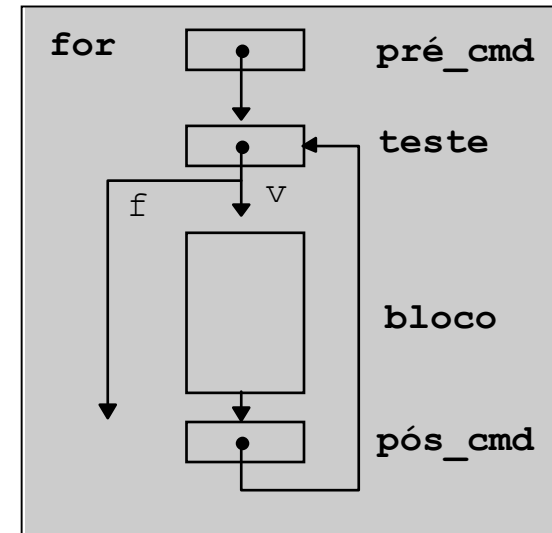 for
pré_cmd
teste
f
v
bloco
pós_cmd